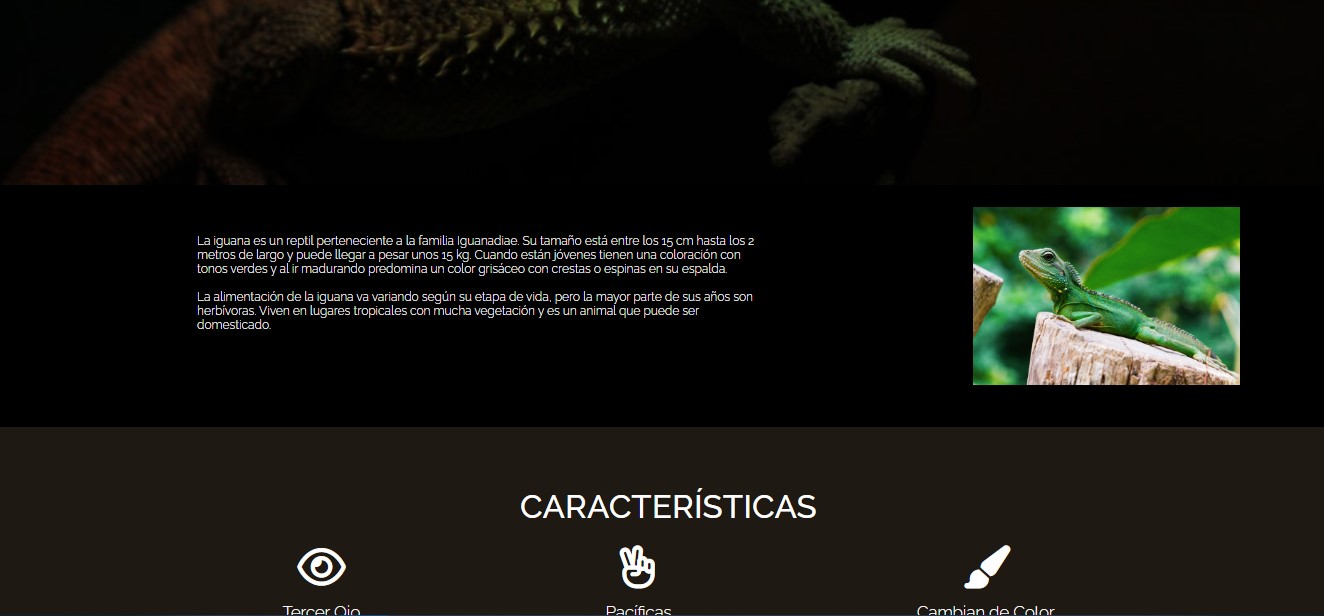 La iguana es un reptil perteneciente a la familia Iguanadiae. Su tamaño está entre los 15 cm hasta los 2
metros de largo y puede llegar a pesar unos 15 kg. Cuando están jóvenes tienen una coloración con
tonos verdes y al ir madurando predomina un color grisáceo con crestas o espinas en su espalda.
La alimentación de la iguana va variando según su etapa de vida, pero la mayor parte de sus años son
herbívoras. Viven en lugares tropicales con mucha vegetación y es un animal que puede ser
domesticado.
CARACTERÍSTICAS
Tercer Ojo
Pacíficas
Cambian de Color